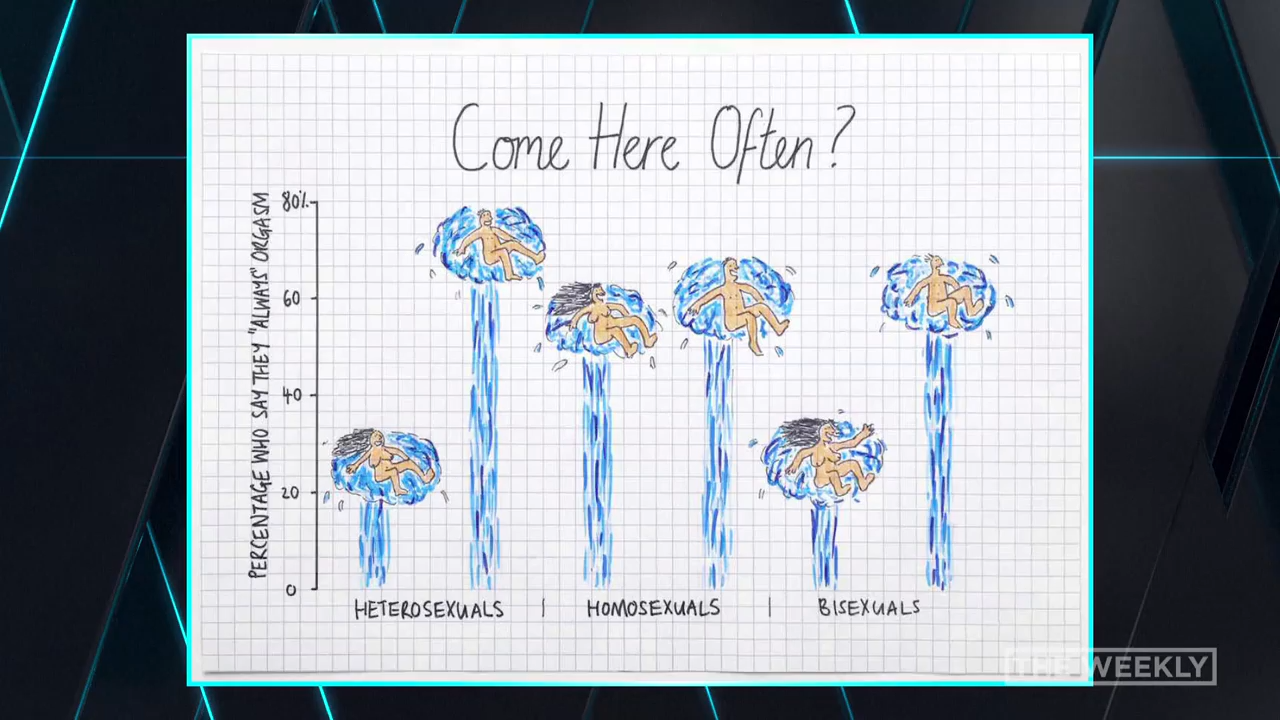 Come Here Often?
PERCENTAGE WHO SAY THEY "ALWAYS" ORGASM
80%
60
40
20
0
HETEROSEXUALS | HOMOSEXUALS | BISEXUALS
THE WEEKLY